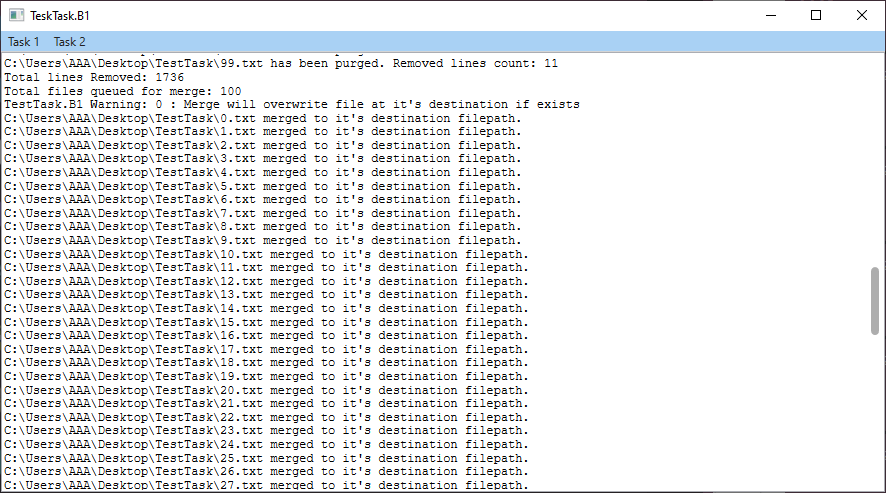 TeskTask.B1
Task 1 Task 2
C:\Users\AAA\Desktop\TestTask\99.txt has been purged. Removed lines count: 11
Total lines Removed: 1736
Total files queued for merge: 100
TestTask.B1 Warning: 0 : Merge will overwrite file at it's destination if exists
C:\Users\AAA\Desktop\TestTask\0.txt merged to it's destination filepath.
C:\Users\AAA\Desktop\TestTask\1.txt merged to it's destination filepath.
C:\Users\AAA\Desktop\TestTask\2.txt merged to it's destination filepath.
C:\Users\AAA\Desktop\TestTask\3.txt merged to it's destination filepath.
C:\Users\AAA\Desktop\TestTask\4.txt merged to it's destination filepath.
C:\Users\AAA\Desktop\TestTask\5.txt merged to it's destination filepath.
C:\Users\AAA\Desktop\TestTask\6.txt merged to it's destination filepath.
C:\Users\AAA\Desktop\TestTask\7.txt merged to it's destination filepath.
C:\Users\AAA\Desktop\TestTask\8.txt merged to it's destination filepath.
C:\Users\AAA\Desktop\TestTask\9.txt merged to it's destination filepath.
C:\Users\AAA\Desktop\TestTask\10.txt merged to it's destination filepath.
C:\Users\AAA\Desktop\TestTask\11.txt merged to it's destination filepath.
C:\Users\AAA\Desktop\TestTask\12.txt merged to it's destination filepath.
C:\Users\AAA\Desktop\TestTask\13.txt merged to it's destination filepath.
C:\Users\AAA\Desktop\TestTask\14.txt merged to it's destination filepath.
C:\Users\AAA\Desktop\TestTask\15.txt merged to it's destination filepath.
C:\Users\AAA\Desktop\TestTask\16.txt merged to it's destination filepath.
C:\Users\AAA\Desktop\TestTask\17.txt merged to it's destination filepath.
C:\Users\AAA\Desktop\TestTask\18.txt merged to it's destination filepath.
C:\Users\AAA\Desktop\TestTask\19.txt merged to it's destination filepath.
C:\Users\AAA\Desktop\TestTask\20.txt merged to it's destination filepath.
C:\Users\AAA\Desktop\TestTask\21.txt merged to it's destination filepath.
C:\Users\AAA\Desktop\TestTask\22.txt merged to it's destination filepath.
C:\Users\AAA\Desktop\TestTask\23.txt merged to it's destination filepath.
C:\Users\AAA\Desktop\TestTask\24.txt merged to it's destination filepath.
C:\Users\AAA\Desktop\TestTask\25.txt merged to it's destination filepath.
C:\Users\AAA\Desktop\TestTask\26.txt merged to it's destination filepath.
C:\Users\AAA\Desktop\TestTask\27.txt merged to it's destination filepath.